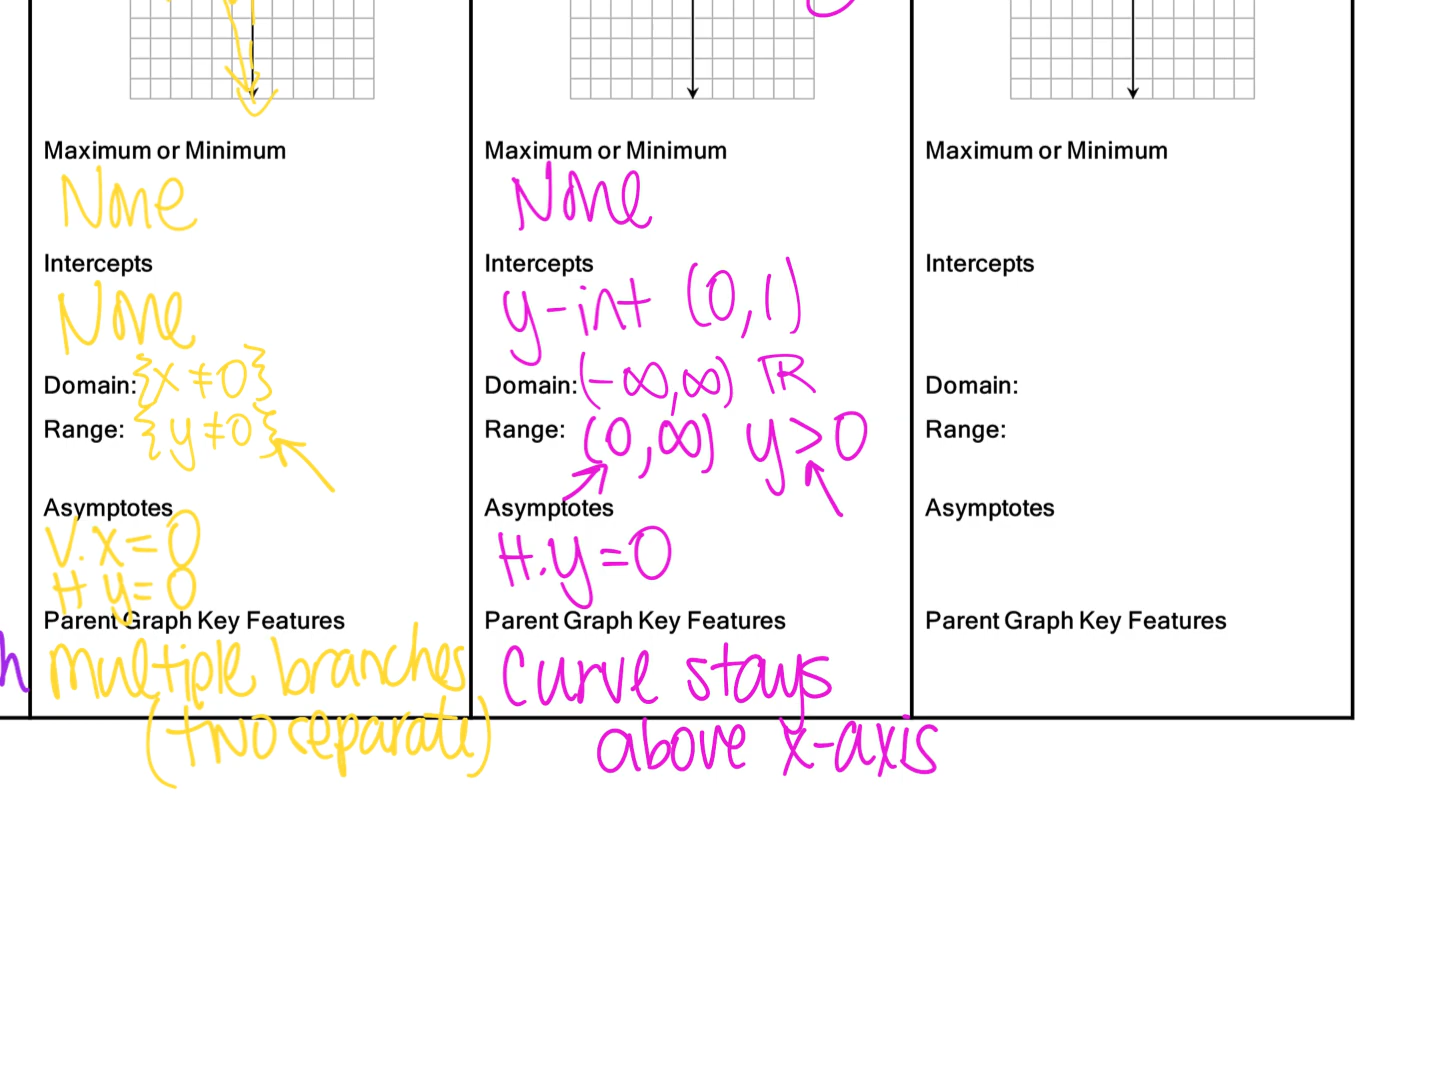 Maximum or Minimum
None
Intercepts
None
Domain: {x ≠ 0}
Range: {y ≠ 0}
Asymptotes
V. x = 0
H y = 0
Parent Graph Key Features
multiple branches
(two separate)
Maximum or Minimum
None
Intercepts
y-int (0,1)
Domain: (-∞,∞) ℝ
Range: (0,∞) y>0
Asymptotes
H. y=0
Parent Graph Key Features
curve stays
above x-axis
Maximum or Minimum
Intercepts
Domain:
Range:
Asymptotes
Parent Graph Key Features